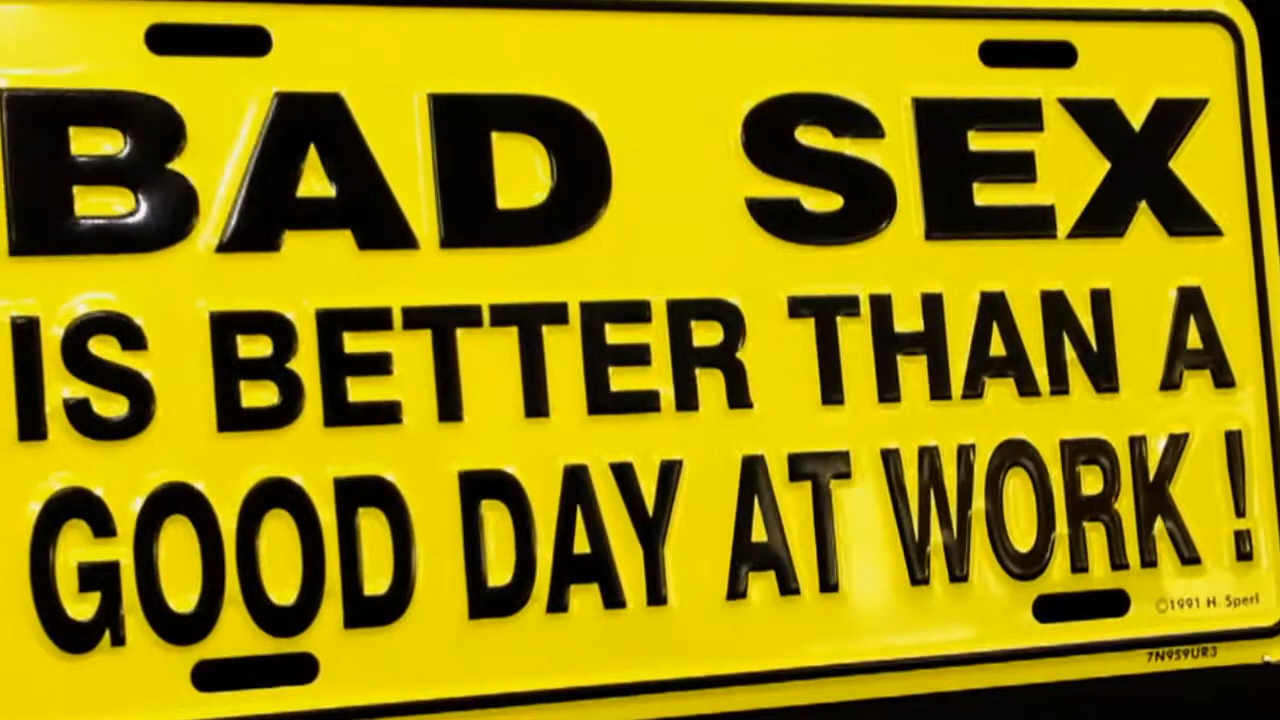 BAD SEX
IS BETTER THAN A
GOOD DAY AT WORK !
©1991 H. Sperl
7N9S9UR3